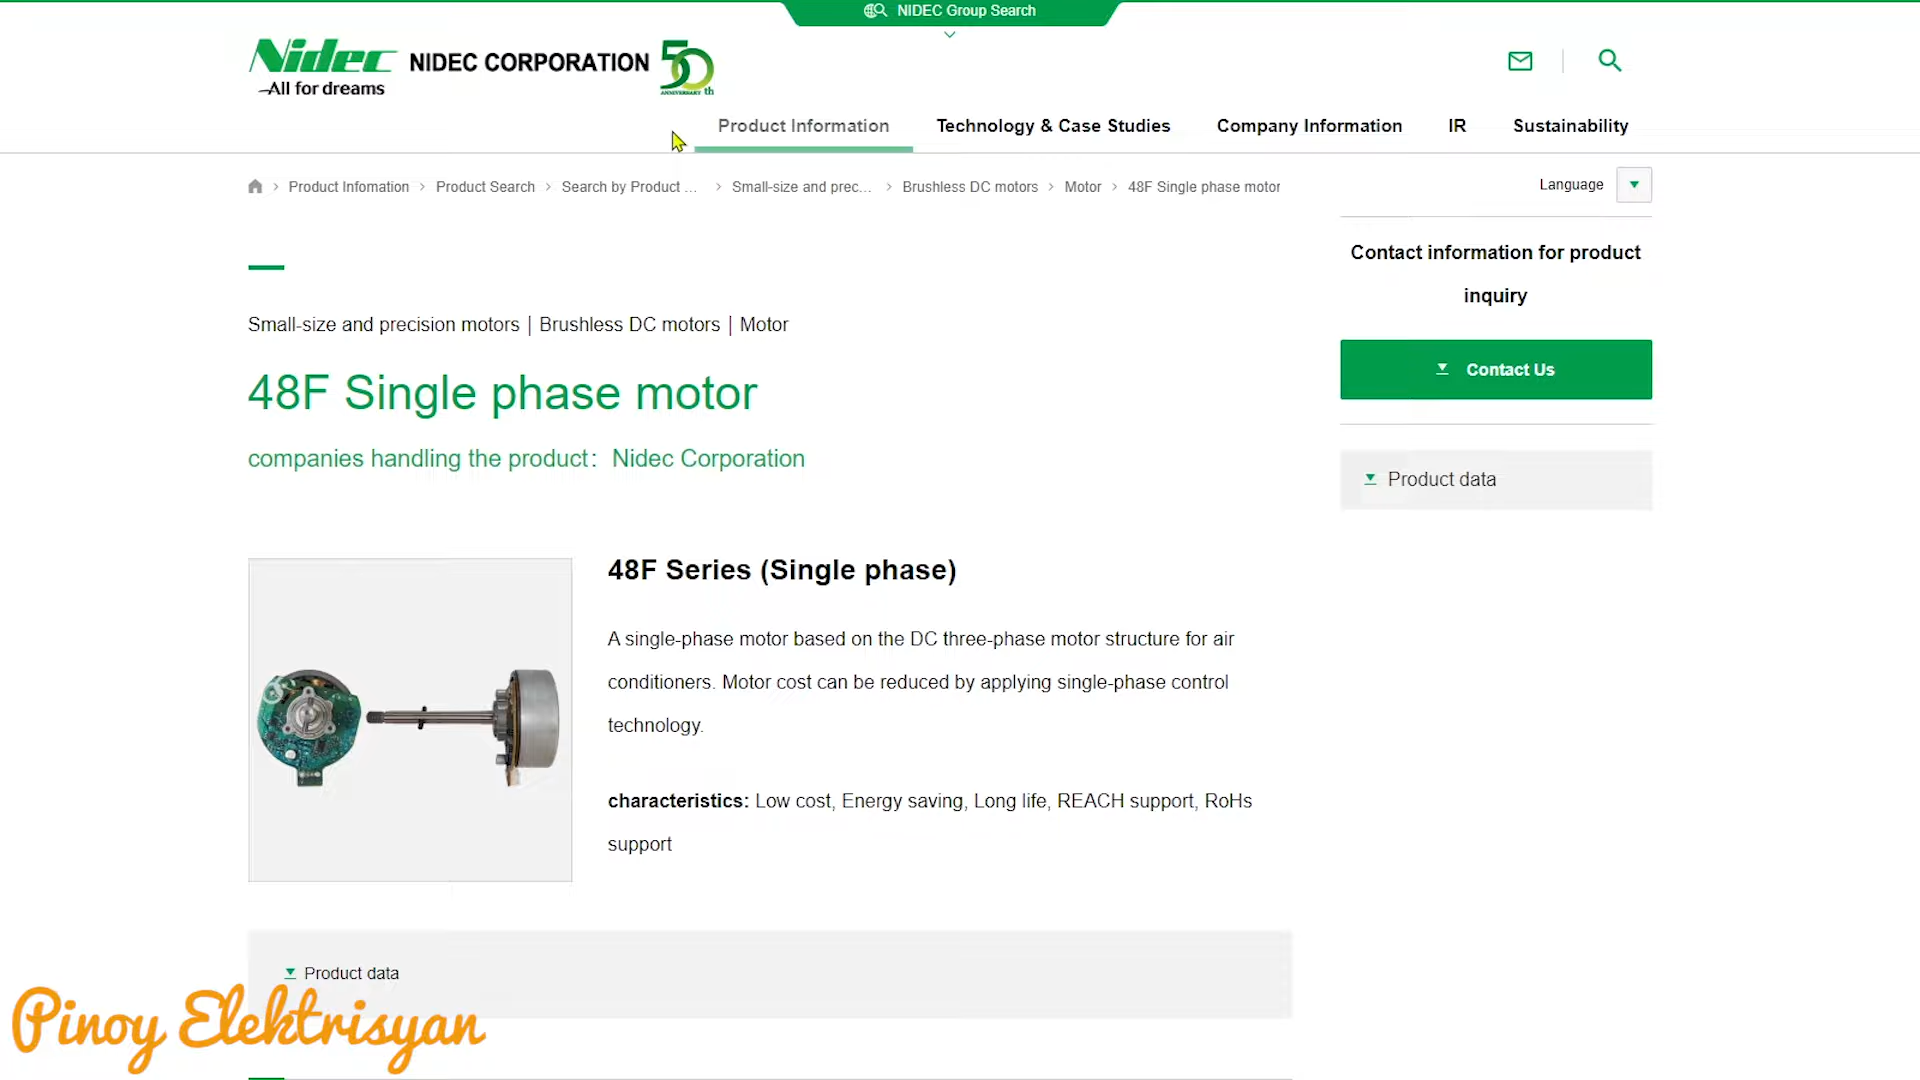 NIDEC Group Search
Nidec
All for dreams
NIDEC CORPORATION
50
ANNIVERSARY th
Product Information
Technology & Case Studies
Company Information
IR
Sustainability
Product Infomation
Product Search
Search by Product ...
Small-size and prec...
Brushless DC motors
Motor
48F Single phase motor
Language
Contact information for product
inquiry
Contact Us
Product data
Small-size and precision motors | Brushless DC motors | Motor
48F Single phase motor
companies handling the product：Nidec Corporation
48F Series (Single phase)
A single-phase motor based on the DC three-phase motor structure for air
conditioners. Motor cost can be reduced by applying single-phase control
technology.
characteristics: Low cost, Energy saving, Long life, REACH support, RoHs
support
Product data
Pinoy Elektrisyan